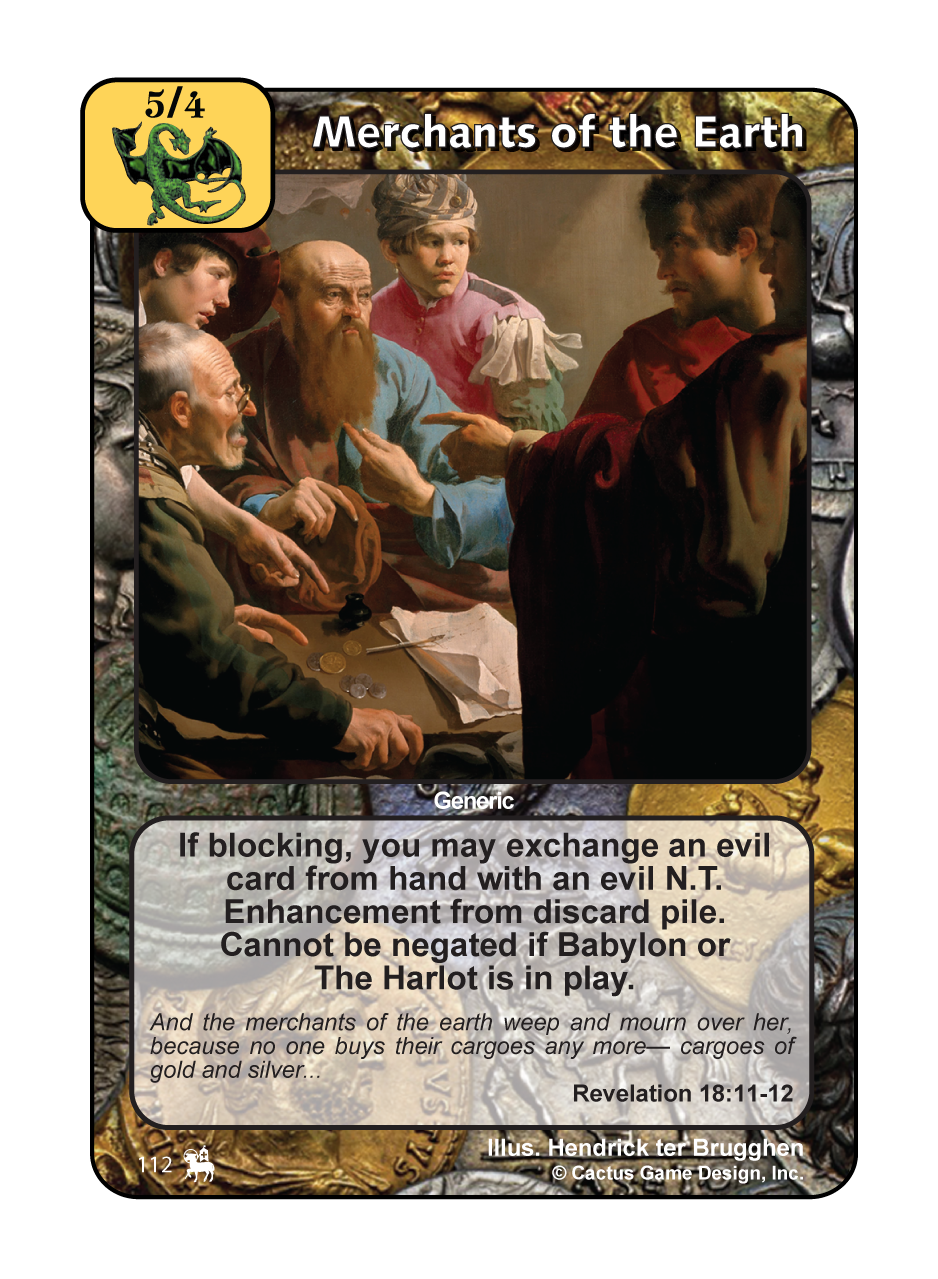 5/4
Merchants of the Earth
Generic
If blocking, you may exchange an evil
card from hand with an evil N.T.
Enhancement from discard pile.
Cannot be negated if Babylon or
The Harlot is in play.
And the merchants of the earth weep and mourn over her,
because no one buys their cargoes any more— cargoes of
gold and silver...
Revelation 18:11-12
Illus. Hendrick ter Brugghen
112
© Cactus Game Design, Inc.